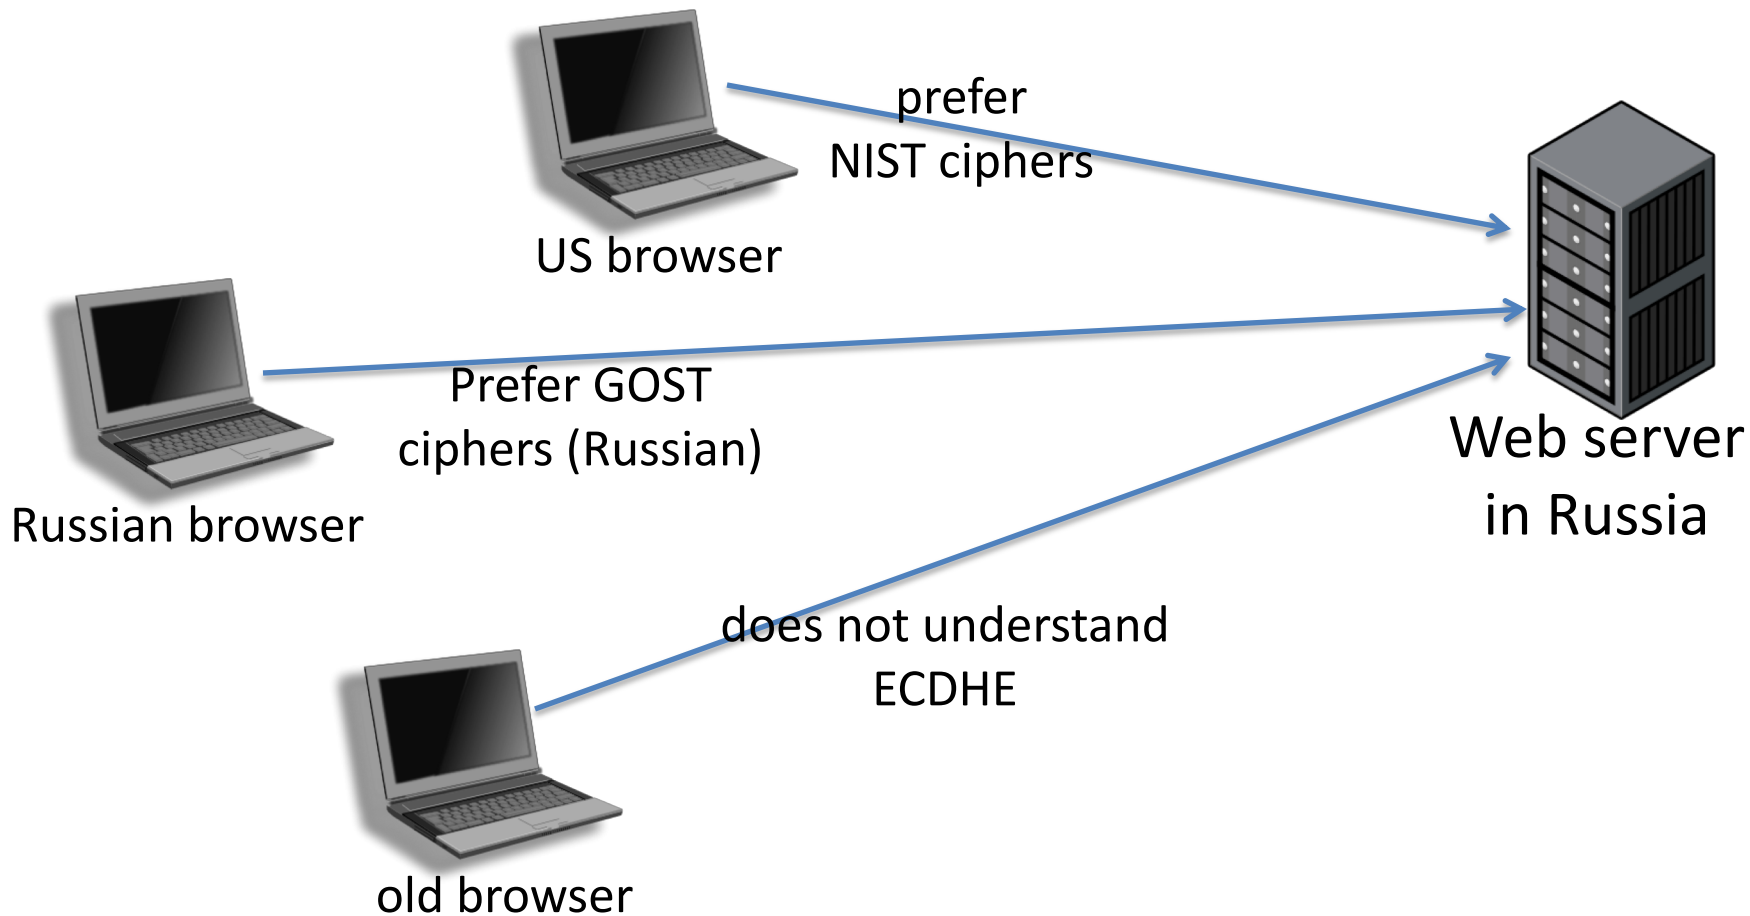 prefer
NIST ciphers
US browser
Prefer GOST
ciphers (Russian)
Russian browser
Web server
in Russia
does not understand
ECDHE
old browser